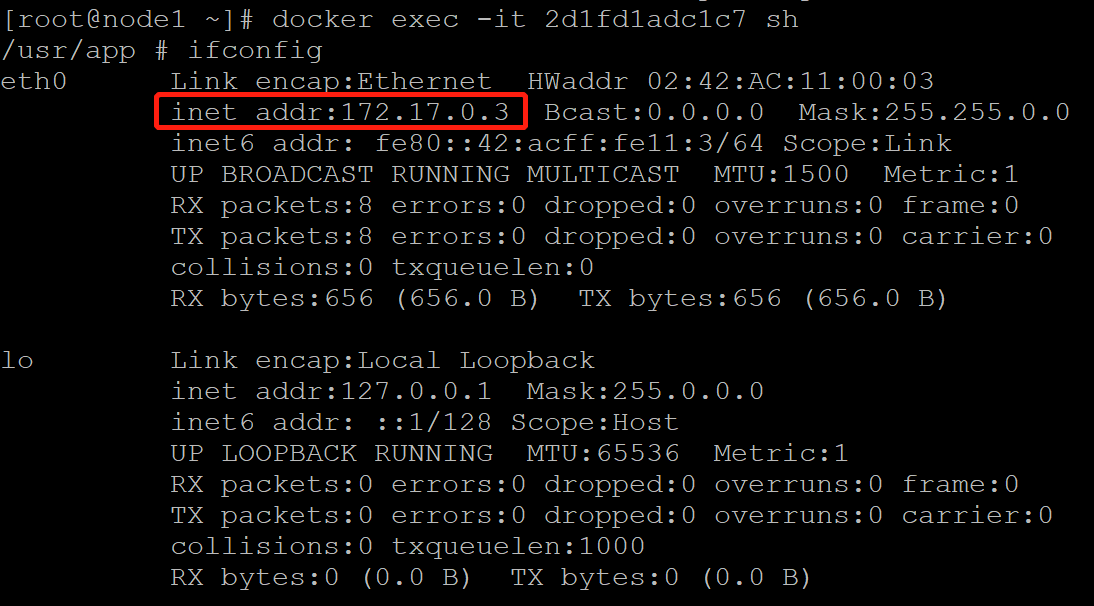 [root@node1 ~]# docker exec -it 2d1fd1adc1c7 sh
/usr/app # ifconfig
eth0      Link encap:Ethernet  HWaddr 02:42:AC:11:00:03
          inet addr:172.17.0.3  Bcast:0.0.0.0  Mask:255.255.0.0
          inet6 addr: fe80::42:acff:fe11:3/64 Scope:Link
          UP BROADCAST RUNNING MULTICAST  MTU:1500  Metric:1
          RX packets:8 errors:0 dropped:0 overruns:0 frame:0
          TX packets:8 errors:0 dropped:0 overruns:0 carrier:0
          collisions:0 txqueuelen:0
          RX bytes:656 (656.0 B)  TX bytes:656 (656.0 B)

lo        Link encap:Local Loopback
          inet addr:127.0.0.1  Mask:255.0.0.0
          inet6 addr: ::1/128 Scope:Host
          UP LOOPBACK RUNNING  MTU:65536  Metric:1
          RX packets:0 errors:0 dropped:0 overruns:0 frame:0
          TX packets:0 errors:0 dropped:0 overruns:0 carrier:0
          collisions:0 txqueuelen:1000
          RX bytes:0 (0.0 B)  TX bytes:0 (0.0 B)